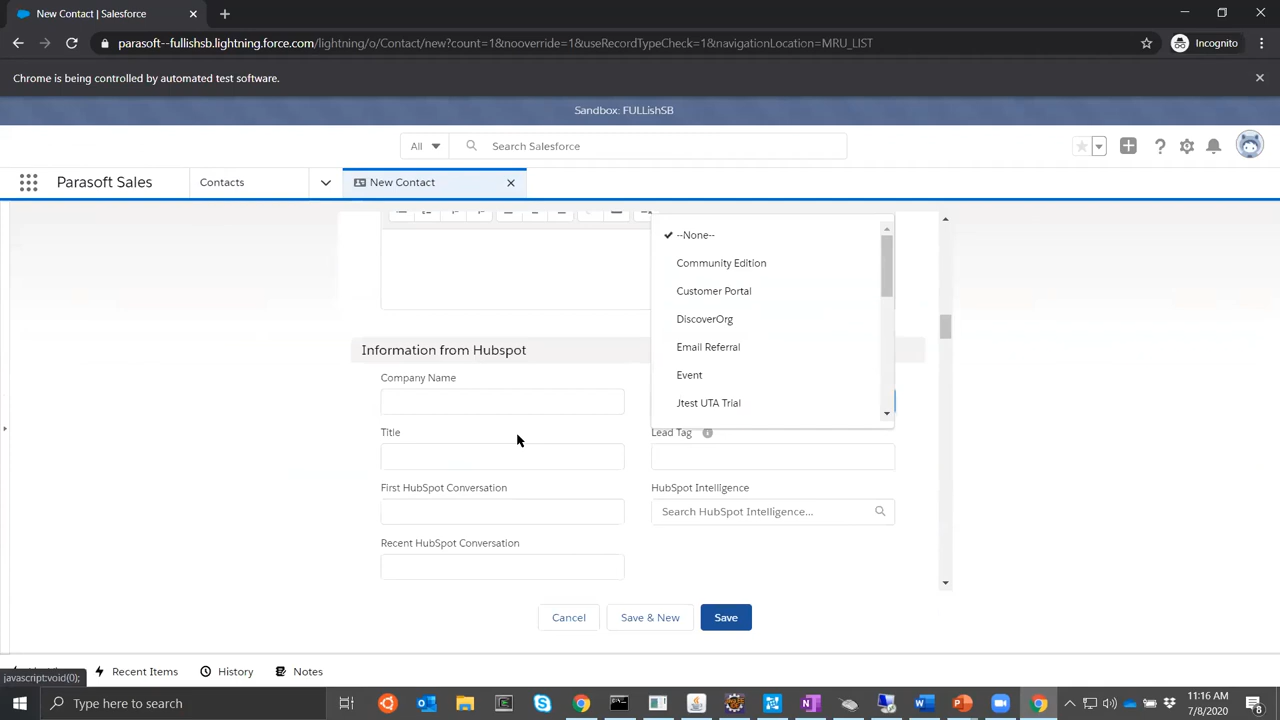 New Contact | Salesforce
parasoft--fullishsb.lightning.force.com/lightning/o/Contact/new?count=1&nooverride=1&useRecordTypeCheck=1&navigationLocation=MRU_LIST
Incognito
Chrome is being controlled by automated test software.
Sandbox: FULLishSB
All
Search Salesforce
Parasoft Sales
Contacts
New Contact
--None--
Community Edition
Customer Portal
DiscoverOrg
Email Referral
Event
Jtest UTA Trial
Information from Hubspot
Company Name
Title
Lead Tag
First HubSpot Conversation
HubSpot Intelligence
Search HubSpot Intelligence...
Recent HubSpot Conversation
Cancel
Save & New
Save
Recent Items
History
Notes
javascript:void(0);
Type here to search
11:16 AM
7/8/2020
8